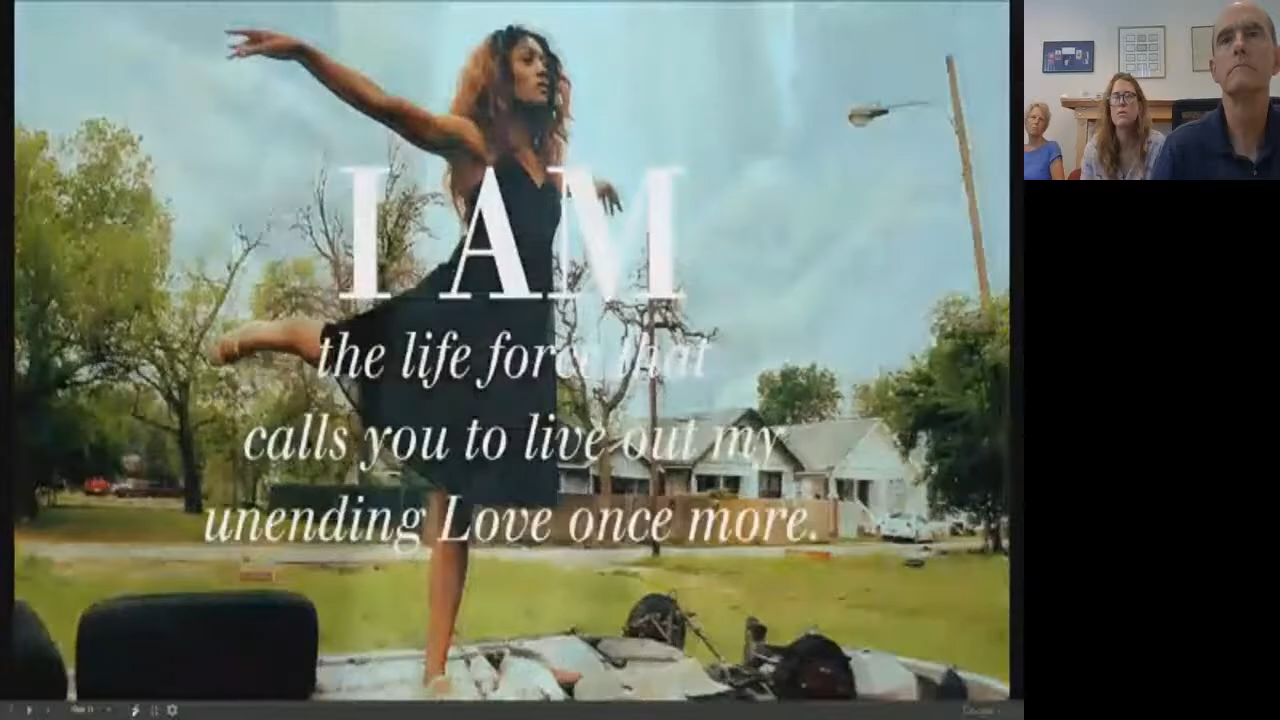 I AM
the life force that
calls you to live out my
unending Love once more.